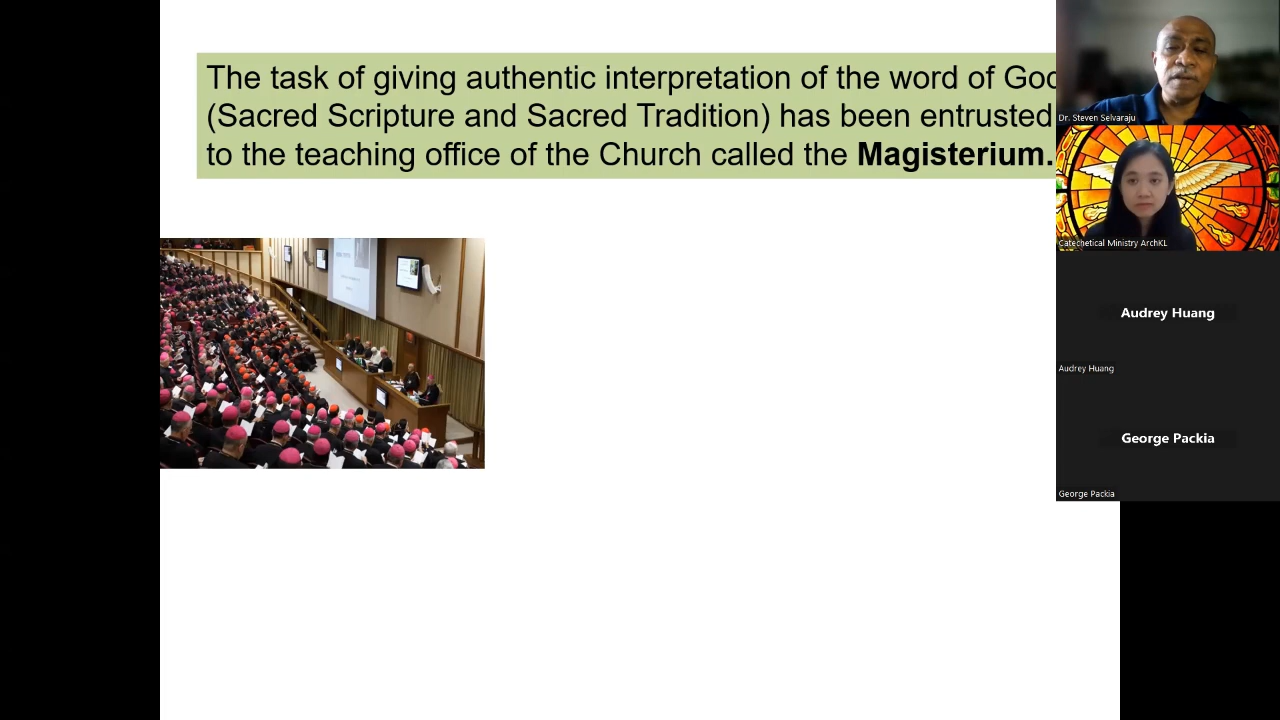 The task of giving authentic interpretation of the word of God
(Sacred Scripture and Sacred Tradition) has been entrusted
to the teaching office of the Church called the Magisterium.
Dr. Steven Selvaraju
Catechetical Ministry ArchKL
Audrey Huang
Audrey Huang
George Packia
George Packia